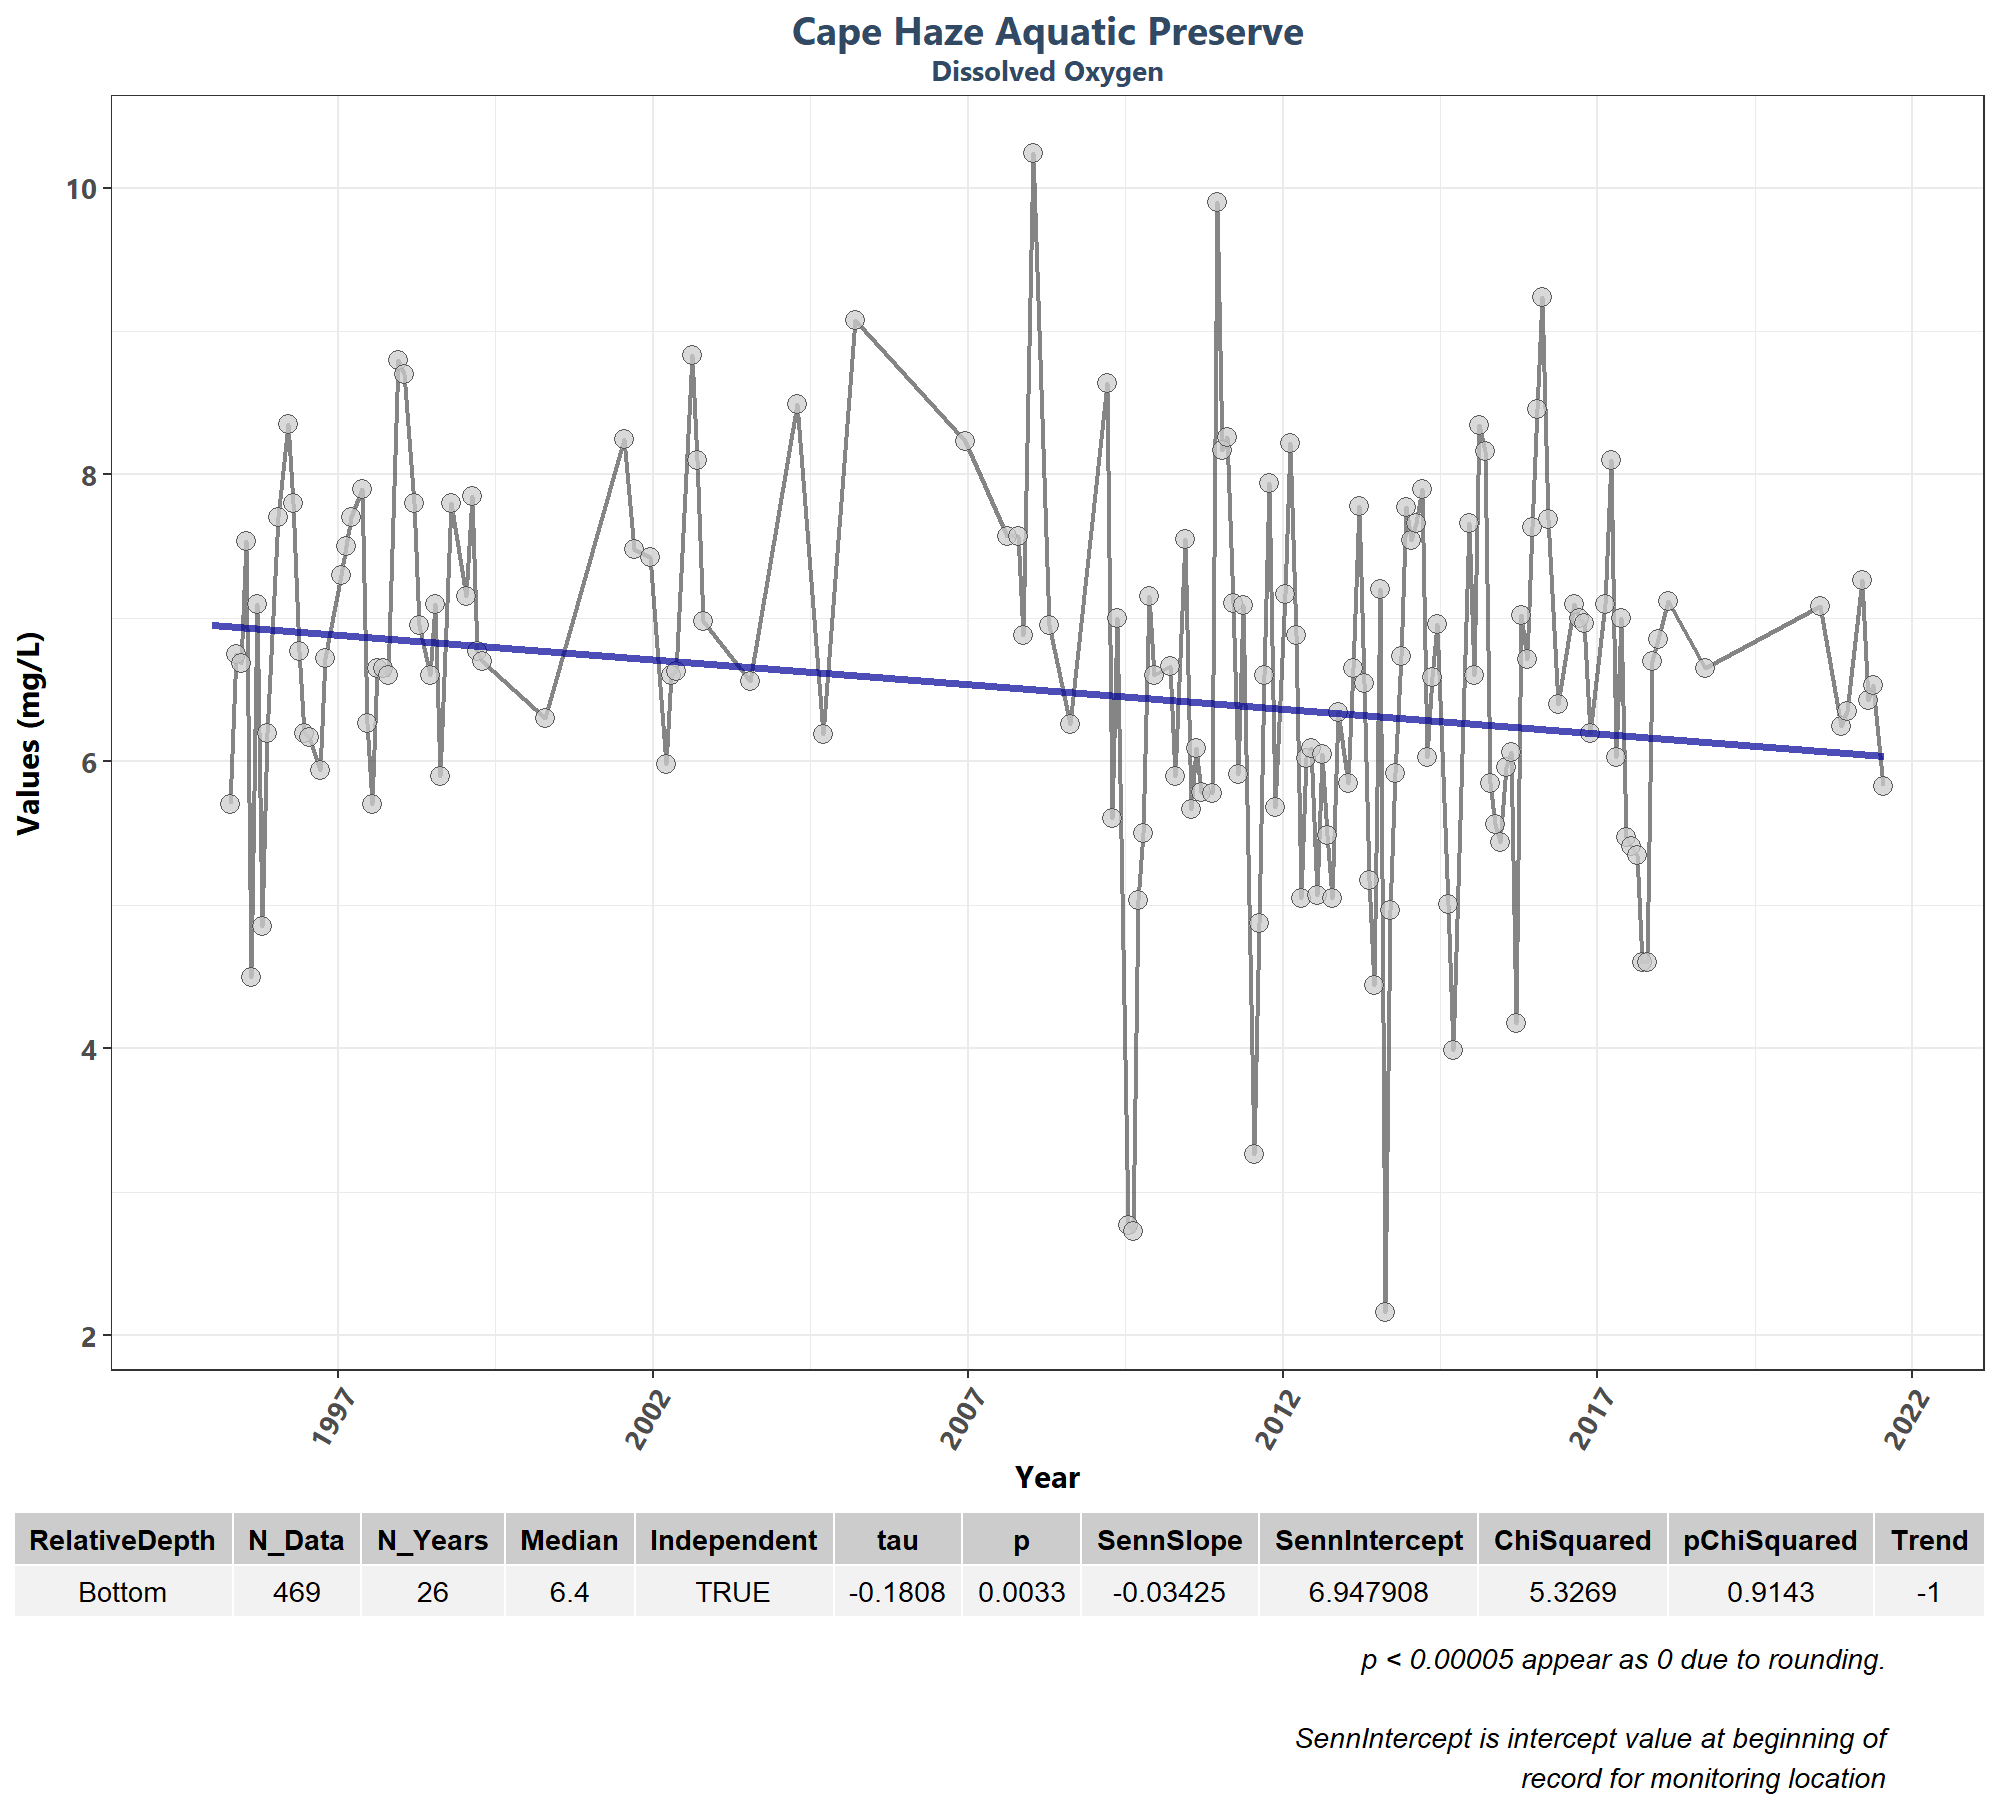 Cape Haze Aquatic Preserve
Dissolved Oxygen
Values (mg/L)
10
8
6
4
2
1997 2002 2007 2012 2017 2022
Year
RelativeDepth N_Data N_Years Median Independent tau p SennSlope SennIntercept ChiSquared pChiSquared Trend
Bottom 469 26 6.4 TRUE -0.1808 0.0033 -0.03425 6.947908 5.3269 0.9143 -1
p < 0.00005 appear as 0 due to rounding.
SennIntercept is intercept value at beginning of
record for monitoring location